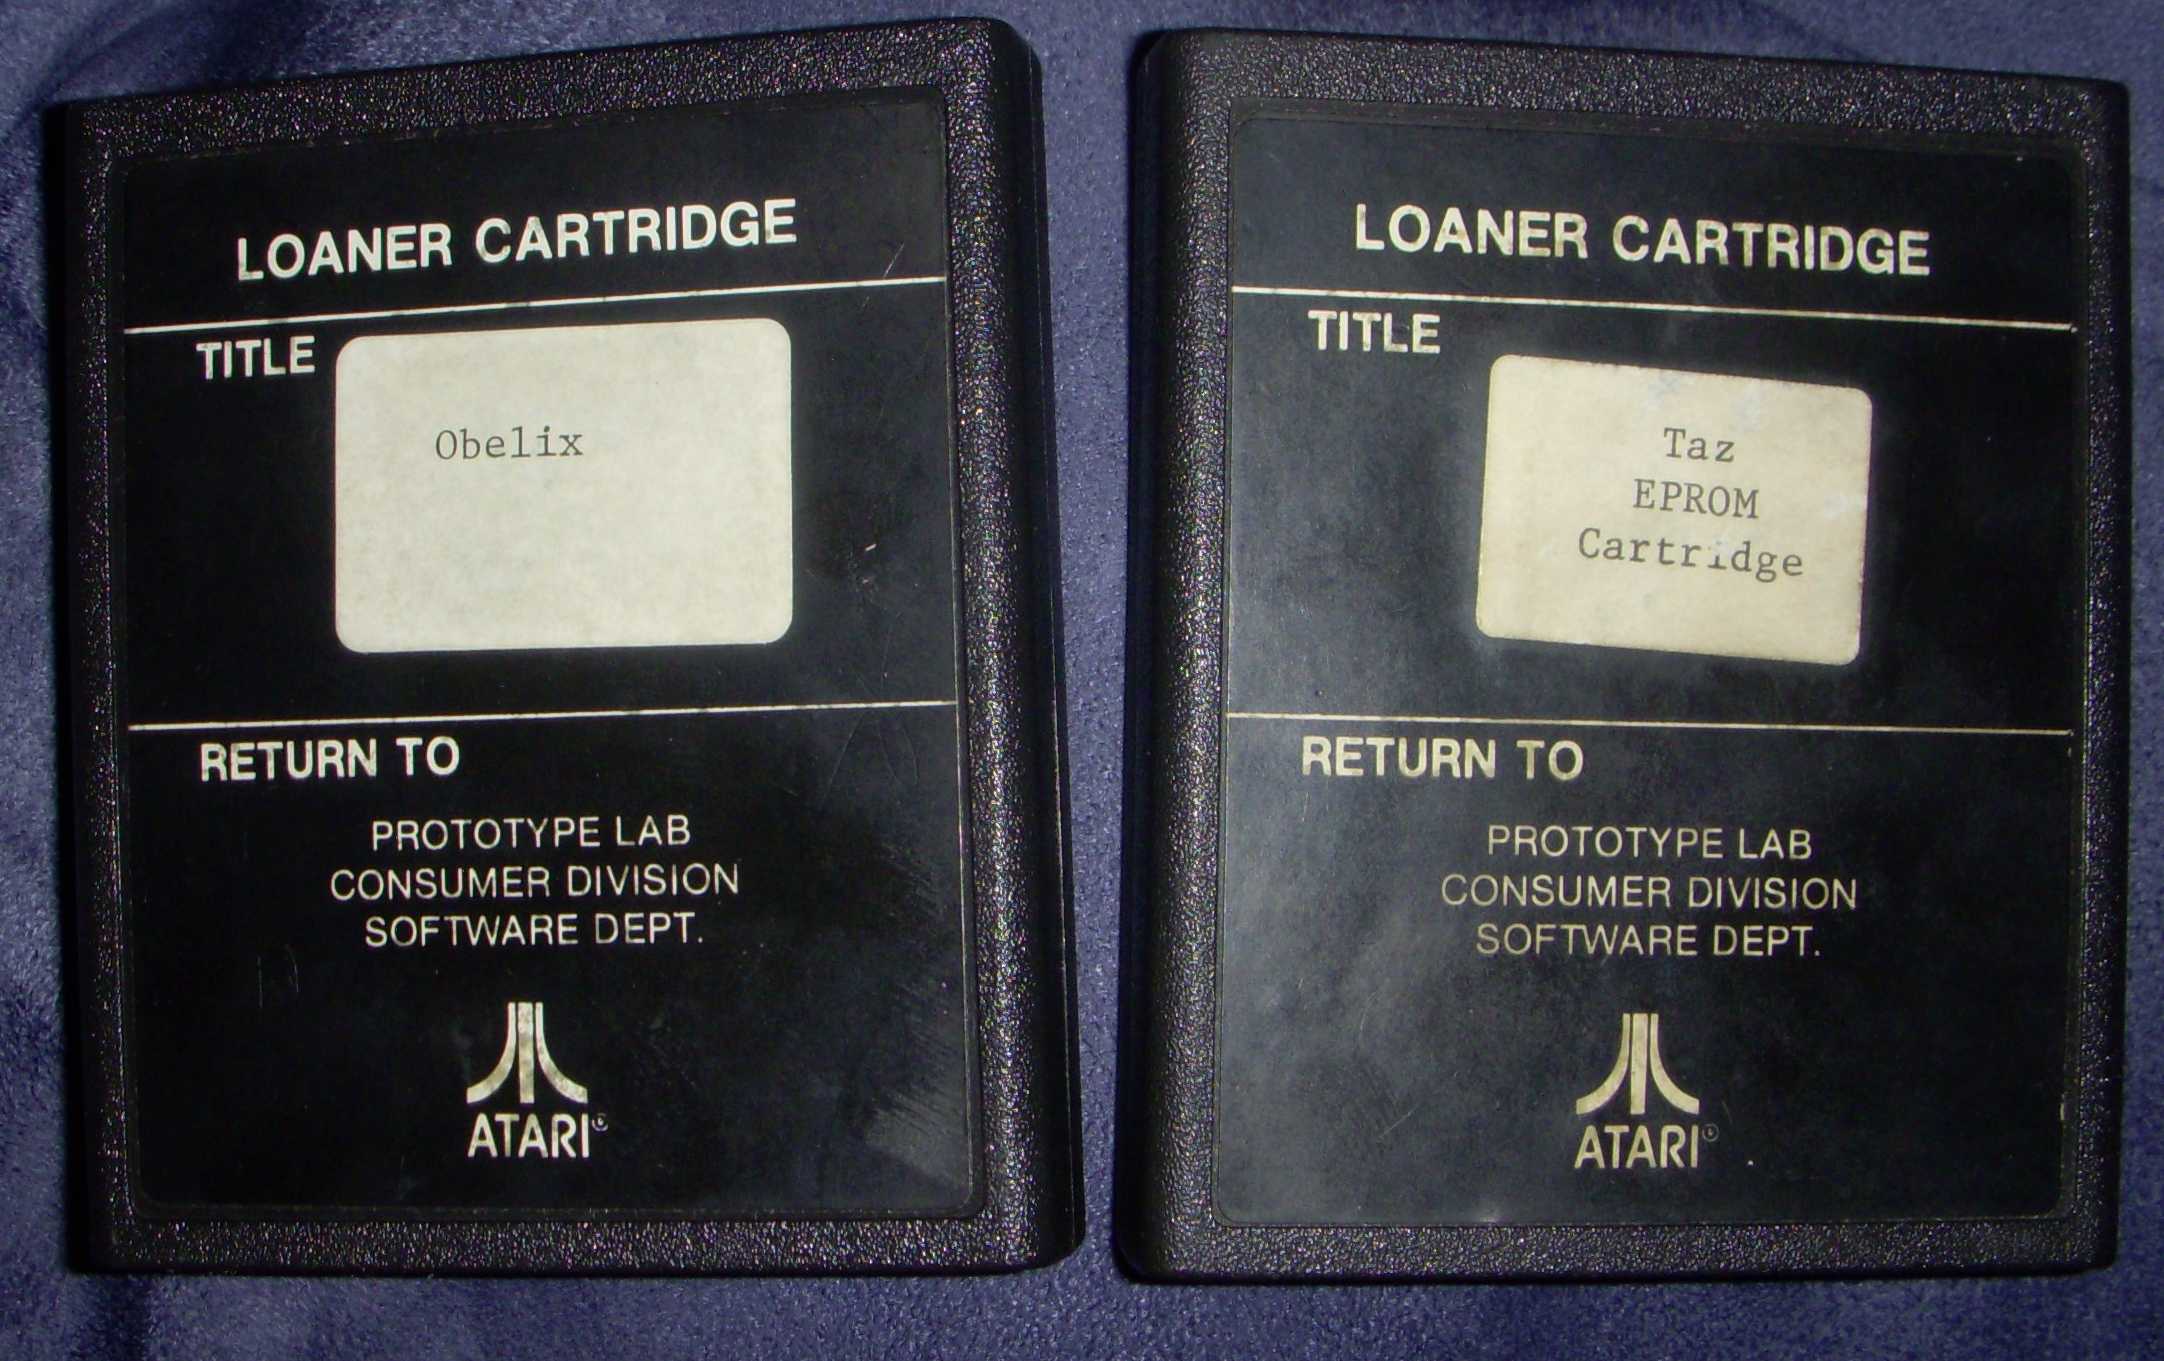 LOANER CARTRIDGE
TITLE
Obelix
RETURN TO
PROTOTYPE LAB
CONSUMER DIVISION
SOFTWARE DEPT.
ATARI®
LOANER CARTRIDGE
TITLE
Taz
EPROM
Cartridge
RETURN TO
PROTOTYPE LAB
CONSUMER DIVISION
SOFTWARE DEPT.
ATARI®